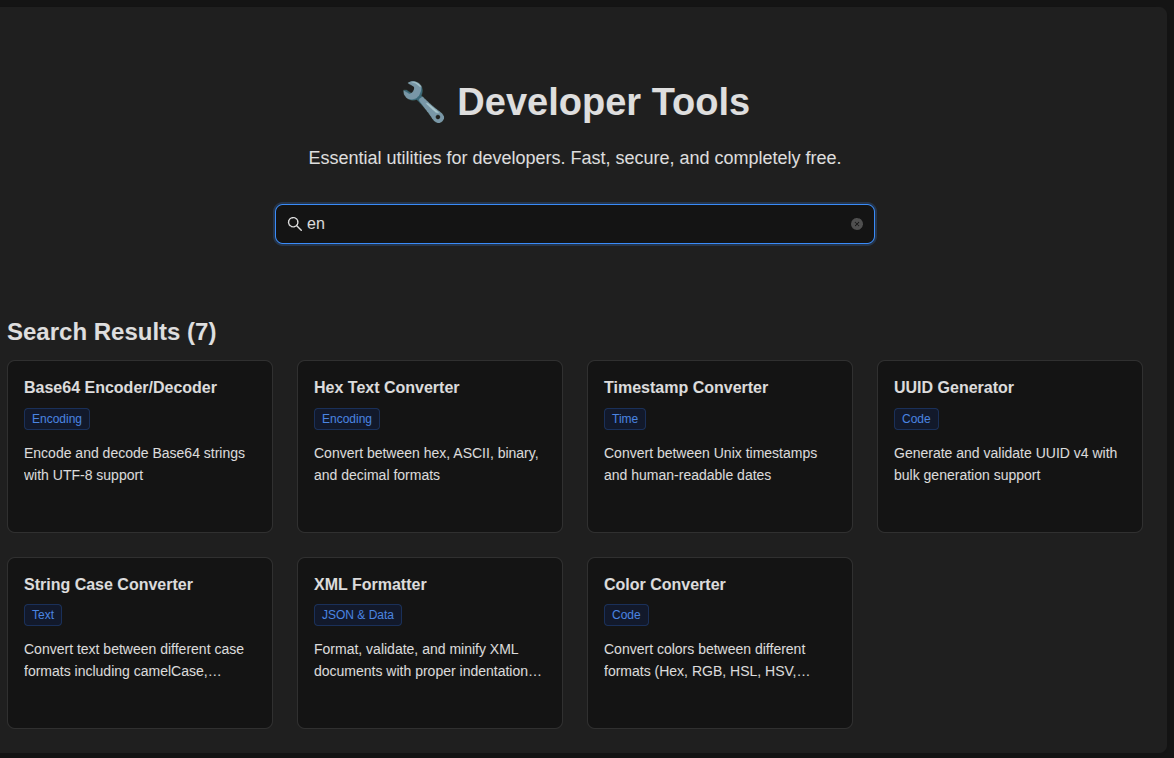 Developer Tools
Essential utilities for developers. Fast, secure, and completely free.
en
Search Results (7)
Base64 Encoder/Decoder
Encoding
Encode and decode Base64 strings
with UTF-8 support
Hex Text Converter
Encoding
Convert between hex, ASCII, binary,
and decimal formats
Timestamp Converter
Time
Convert between Unix timestamps
and human-readable dates
UUID Generator
Code
Generate and validate UUID v4 with
bulk generation support
String Case Converter
Text
Convert text between different case
formats including camelCase,…
XML Formatter
JSON & Data
Format, validate, and minify XML
documents with proper indentation…
Color Converter
Code
Convert colors between different
formats (Hex, RGB, HSL, HSV,…